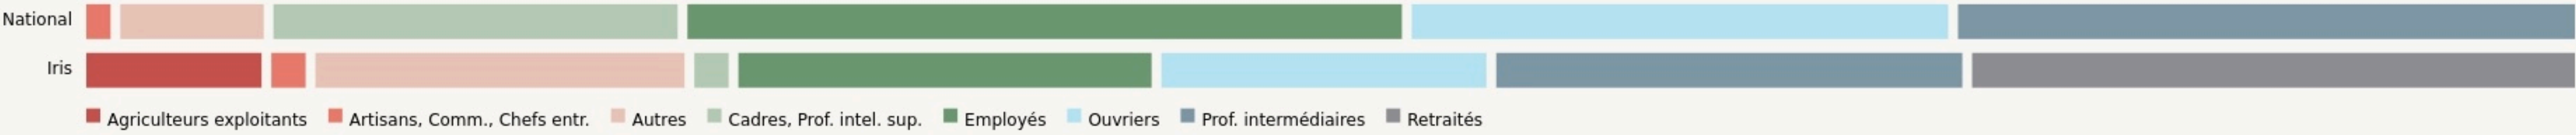 National
Iris
Agriculteurs exploitants Artisans, Comm., Chefs entr. Autres Cadres, Prof. intel. sup. Employés Ouvriers Prof. intermédiaires Retraités